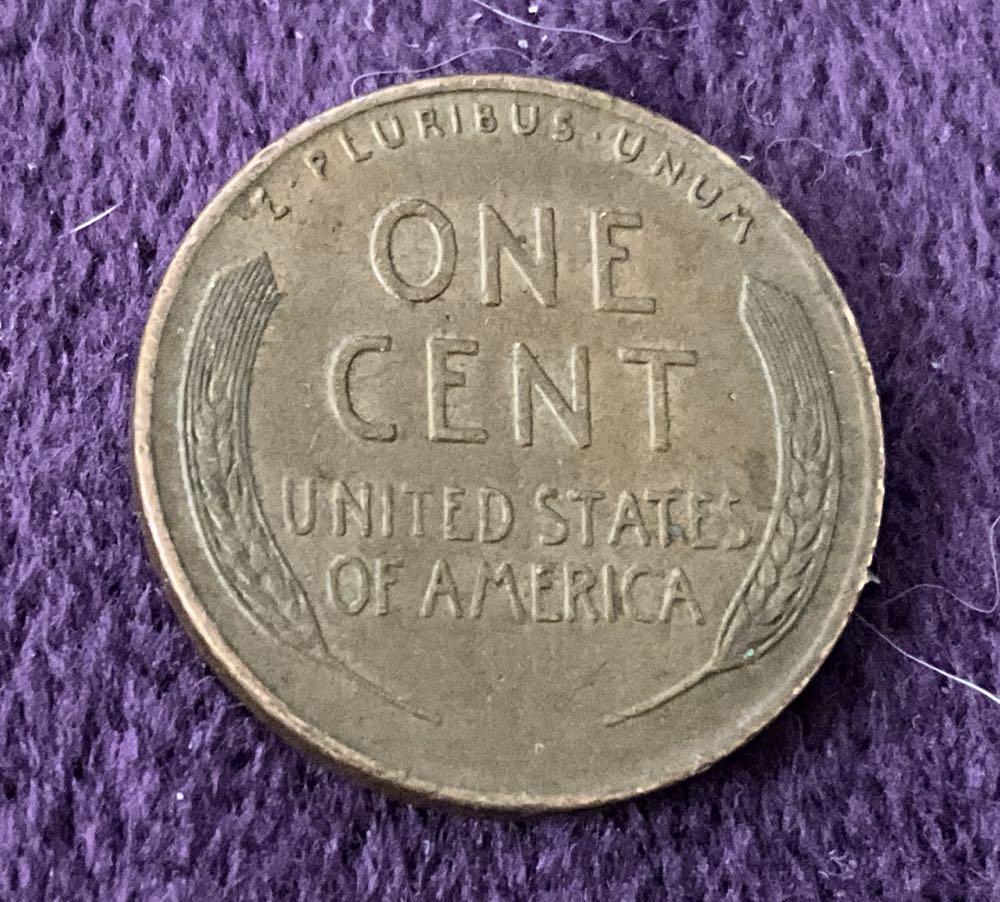 E · PLURIBUS · UNUM
ONE
CENT
UNITED STATES
OF AMERICA